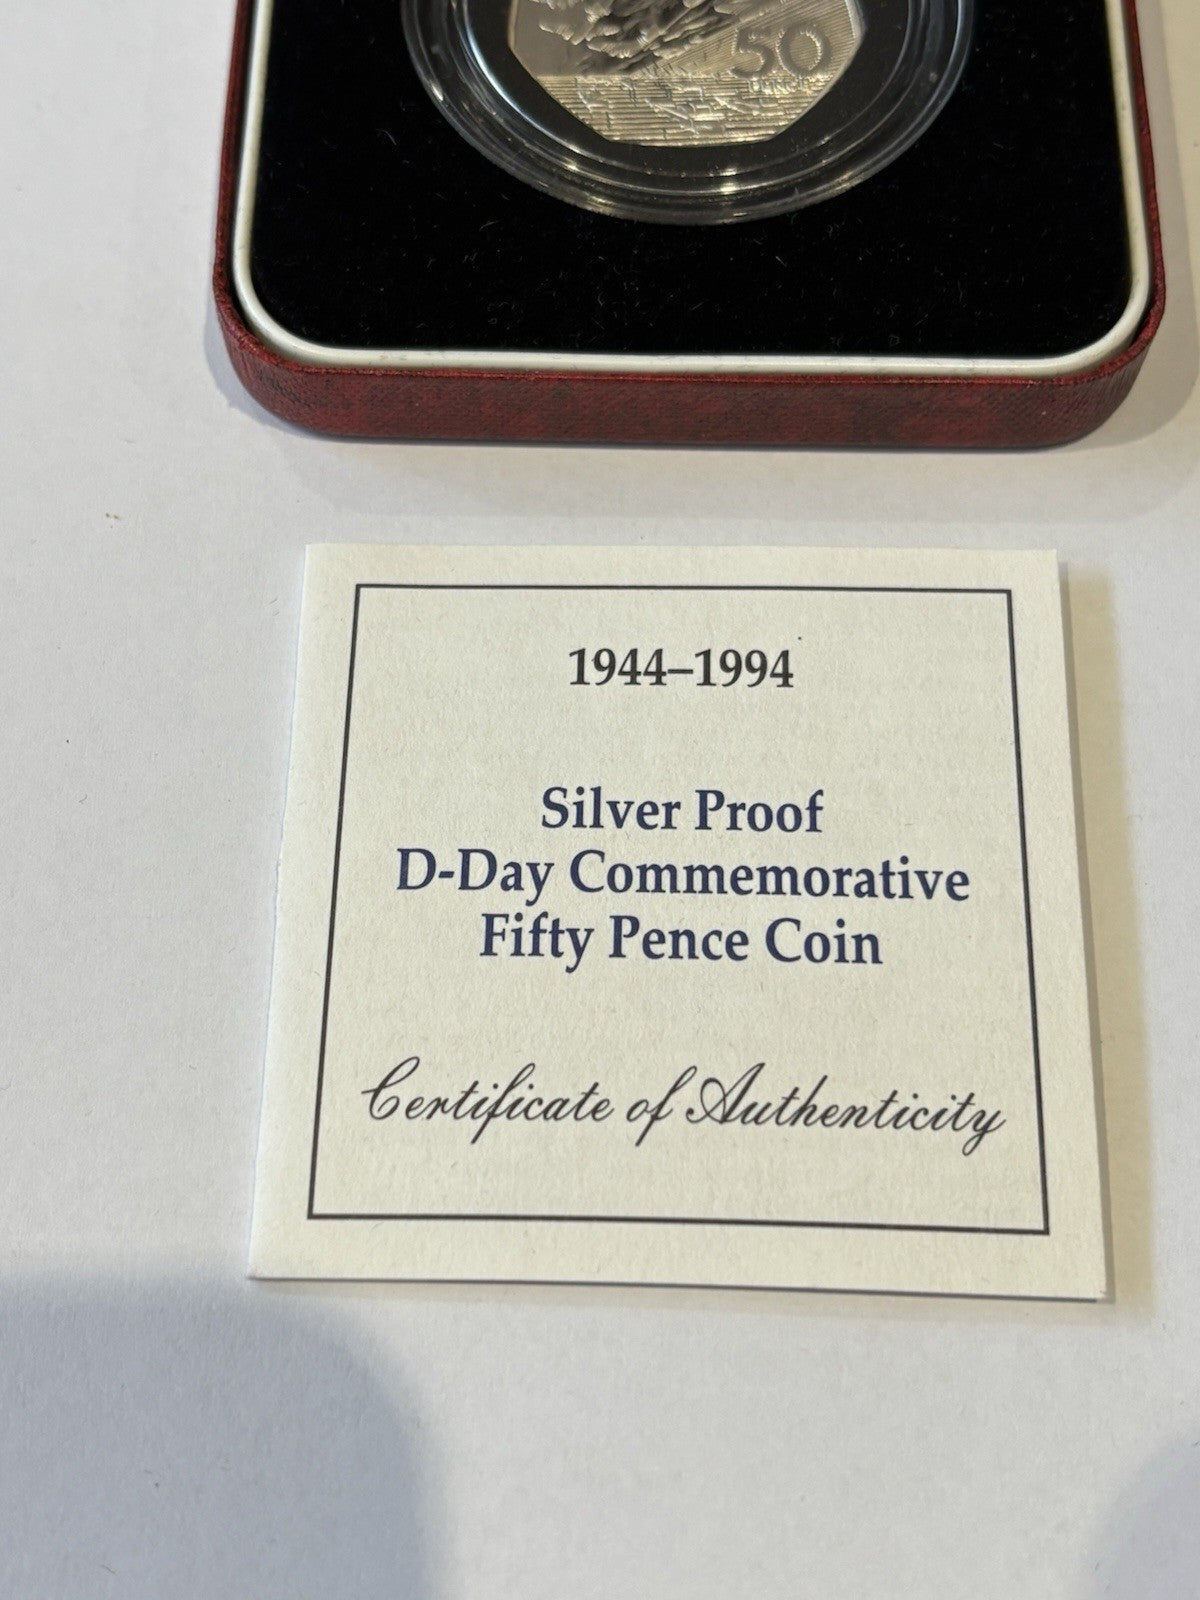 50
PENCE
1944–1994
Silver Proof
D-Day Commemorative
Fifty Pence Coin
Certificate of Authenticity